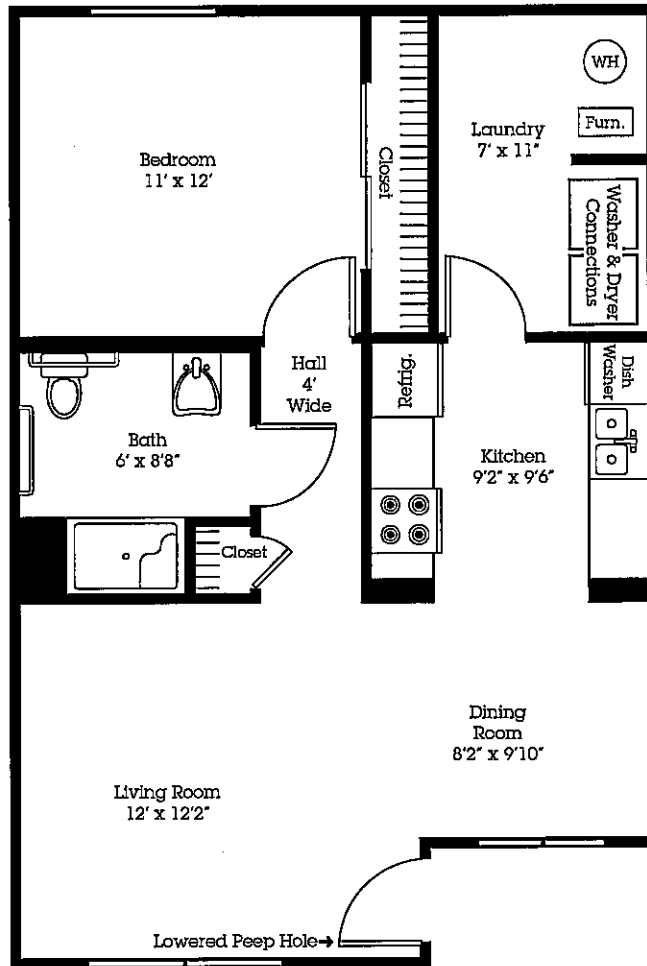 WH
Furn.
Laundry
7' x 11"
Bedroom
11' x 12'
Closet
Washer & Dryer
Connections
Hall
4'
Wide
Refrig.
Dish
Washer
Bath
6' x 8'8"
Kitchen
9'2" x 9'6"
Closet
Dining
Room
8'2" x 9'10"
Living Room
12' x 12'2"
Lowered Peep Hole→